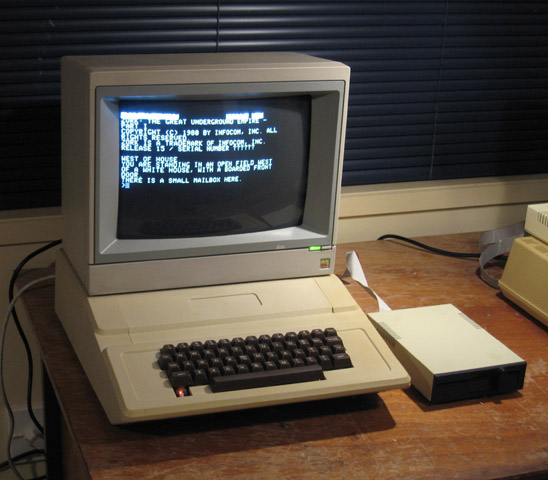 ZORK: THE GREAT UNDERGROUND EMPIRE -
PART I
COPYRIGHT (C) 1980 BY INFOCOM, INC. ALL
RIGHTS RESERVED.
ZORK IS A TRADEMARK OF INFOCOM, INC.
RELEASE 15 / SERIAL NUMBER ??????
WEST OF HOUSE
YOU ARE STANDING IN AN OPEN FIELD WEST
OF A WHITE HOUSE, WITH A BOARDED FRONT
DOOR.
THERE IS A SMALL MAILBOX HERE.
>